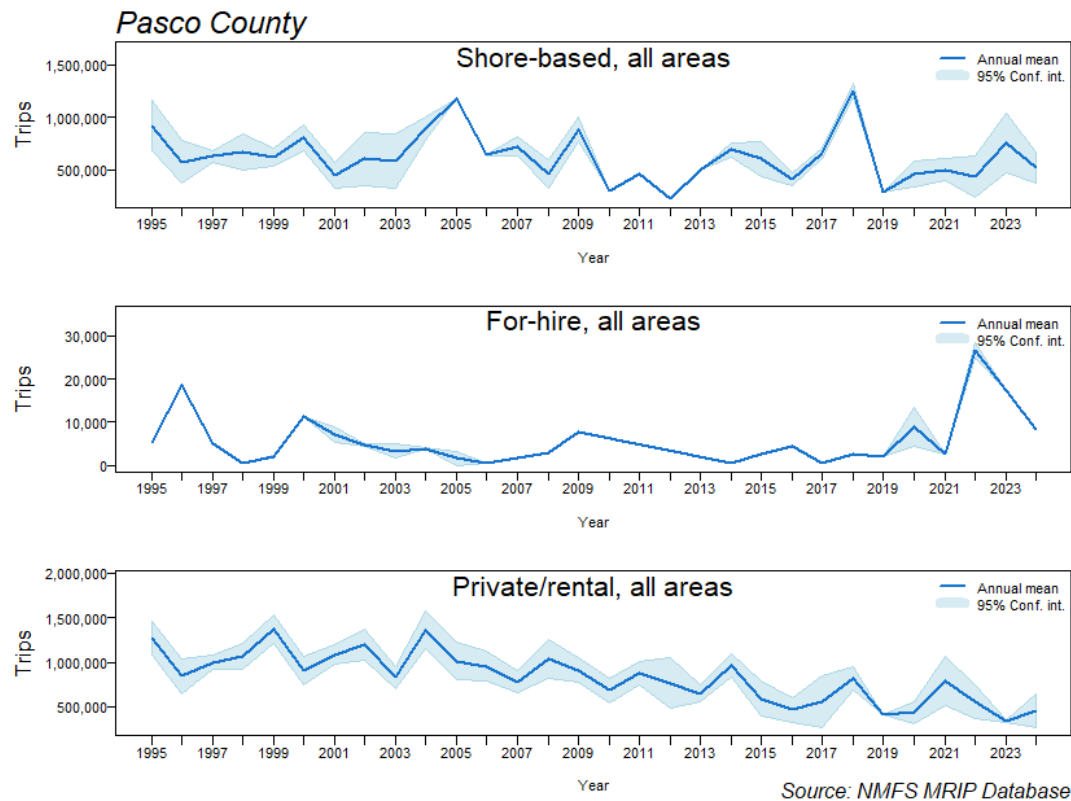 Pasco County
Shore-based, all areas
Annual mean
95% Conf. int.
1,500,000
1,000,000
500,000
Trips
1995 1997 1999 2001 2003 2005 2007 2009 2011 2013 2015 2017 2019 2021 2023
Year
For-hire, all areas
Annual mean
95% Conf. int.
30,000
20,000
10,000
0
Trips
1995 1997 1999 2001 2003 2005 2007 2009 2011 2013 2015 2017 2019 2021 2023
Year
Private/rental, all areas
Annual mean
95% Conf. int.
2,000,000
1,500,000
1,000,000
500,000
Trips
1995 1997 1999 2001 2003 2005 2007 2009 2011 2013 2015 2017 2019 2021 2023
Year
Source: NMFS MRIP Database